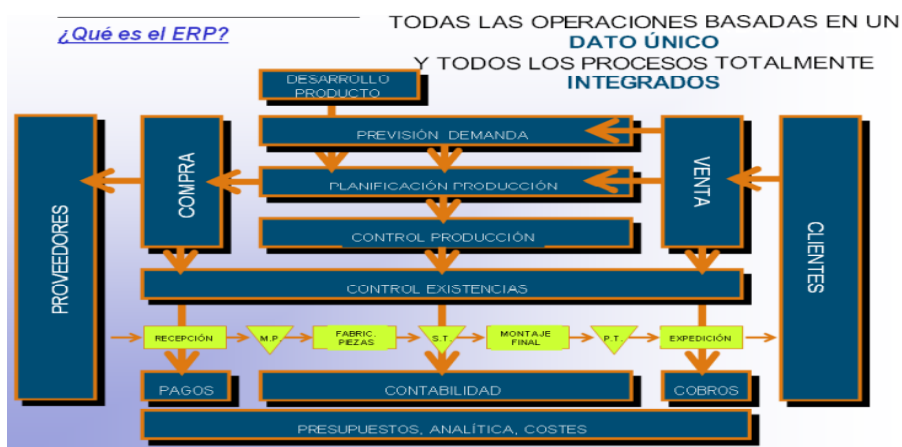 ¿Qué es el ERP?
TODAS LAS OPERACIONES BASADAS EN UN
DATO ÚNICO
Y TODOS LOS PROCESOS TOTALMENTE
INTEGRADOS
DESARROLLO
PRODUCTO
PREVISIÓN DEMANDA
PLANIFICACIÓN PRODUCCIÓN
CONTROL PRODUCCIÓN
PROVEEDORES
COMPRA
VENTA
CLIENTES
CONTROL EXISTENCIAS
RECEPCIÓN
M.P.
FABRIC.
PIEZAS
S.T.
MONTAJE
FINAL
P.T.
EXPEDICIÓN
PAGOS
CONTABILIDAD
COBROS
PRESUPUESTOS, ANALÍTICA, COSTES